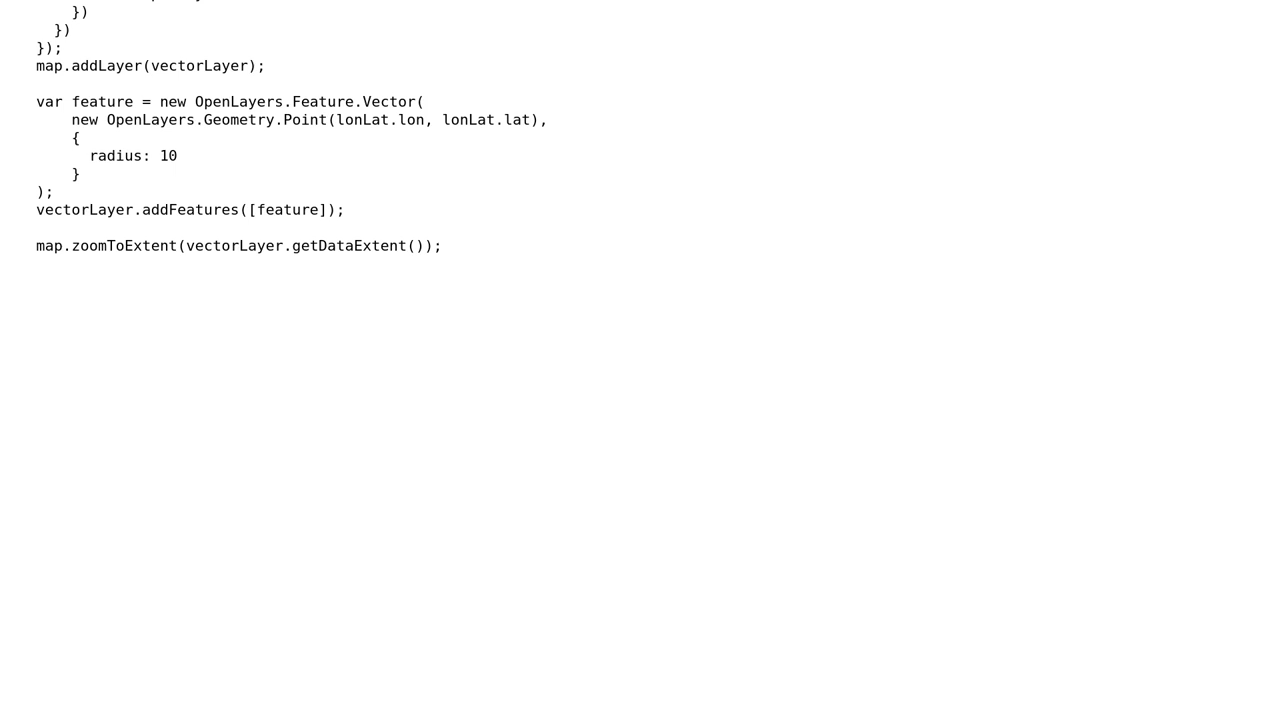 })
  })
});
map.addLayer(vectorLayer);

var feature = new OpenLayers.Feature.Vector(
    new OpenLayers.Geometry.Point(lonLat.lon, lonLat.lat),
    {
      radius: 10
    }
);
vectorLayer.addFeatures([feature]);

map.zoomToExtent(vectorLayer.getDataExtent());